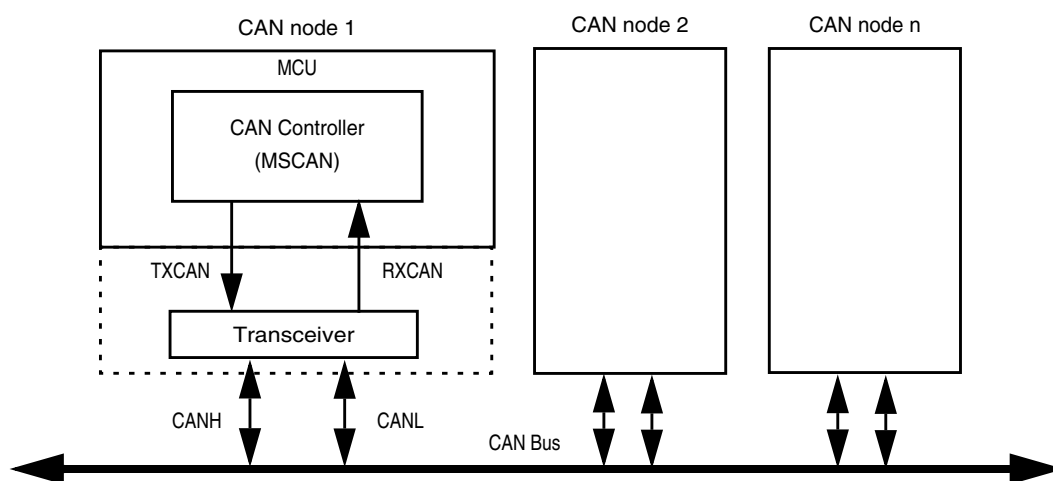 CAN node 1
CAN node 2
CAN node n
MCU
CAN Controller
(MSCAN)
TXCAN
RXCAN
Transceiver
CANH
CANL
CAN Bus